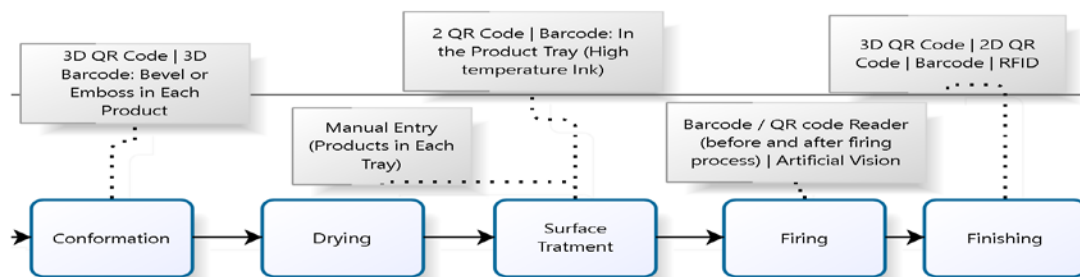 3D QR Code | 3D
Barcode: Bevel or
Emboss in Each
Product
Manual Entry
(Products in Each
Tray)
2 QR Code | Barcode: In
the Product Tray (High
temperature Ink)
Barcode / QR code Reader
(before and after firing
process) | Artificial Vision
3D QR Code | 2D QR
Code | Barcode | RFID
Conformation
Drying
Surface
Tratment
Firing
Finishing